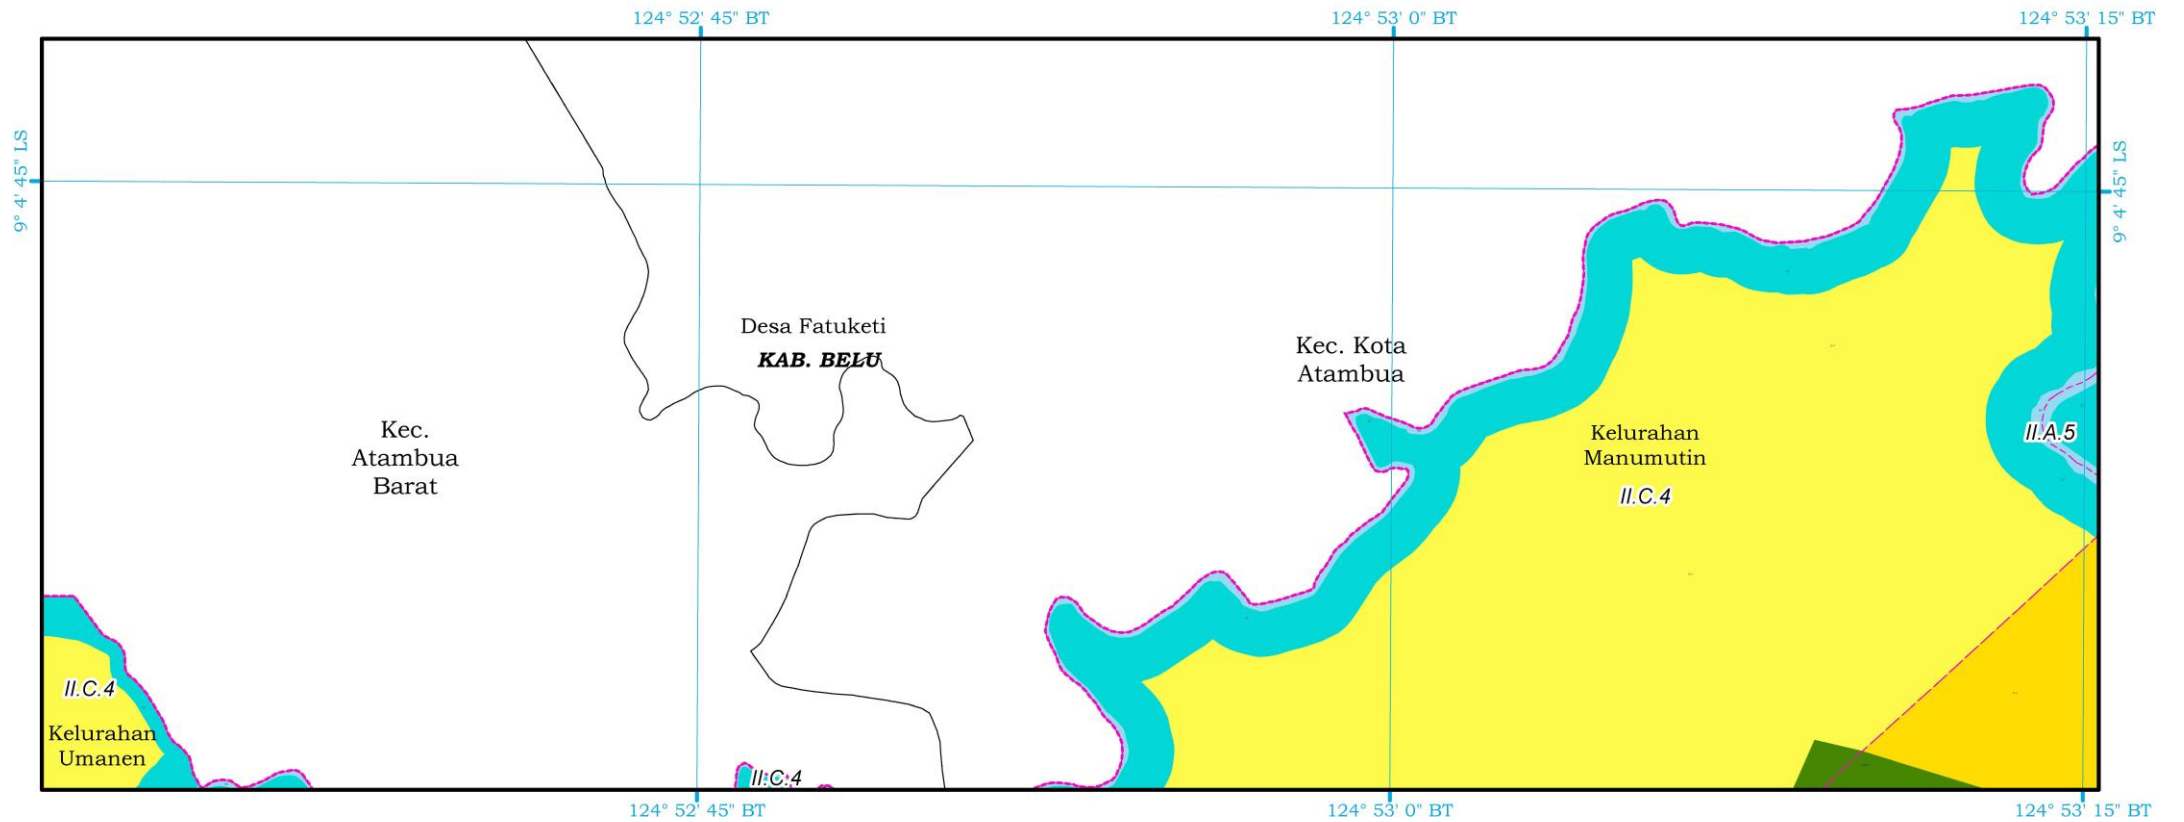 124° 52' 45" BT
124° 53' 0" BT
124° 53' 15" BT
9° 4' 45" LS
9° 4' 45" LS
Desa Fatuketi
KAB. BELU
Kec. Kota
Atambua
Kec.
Atambua
Barat
Kelurahan
Manumutin
II.C.4
II.A.5
II.C.4
Kelurahan
Umanen
II.C.4
124° 52' 45" BT
124° 53' 0" BT
124° 53' 15" BT